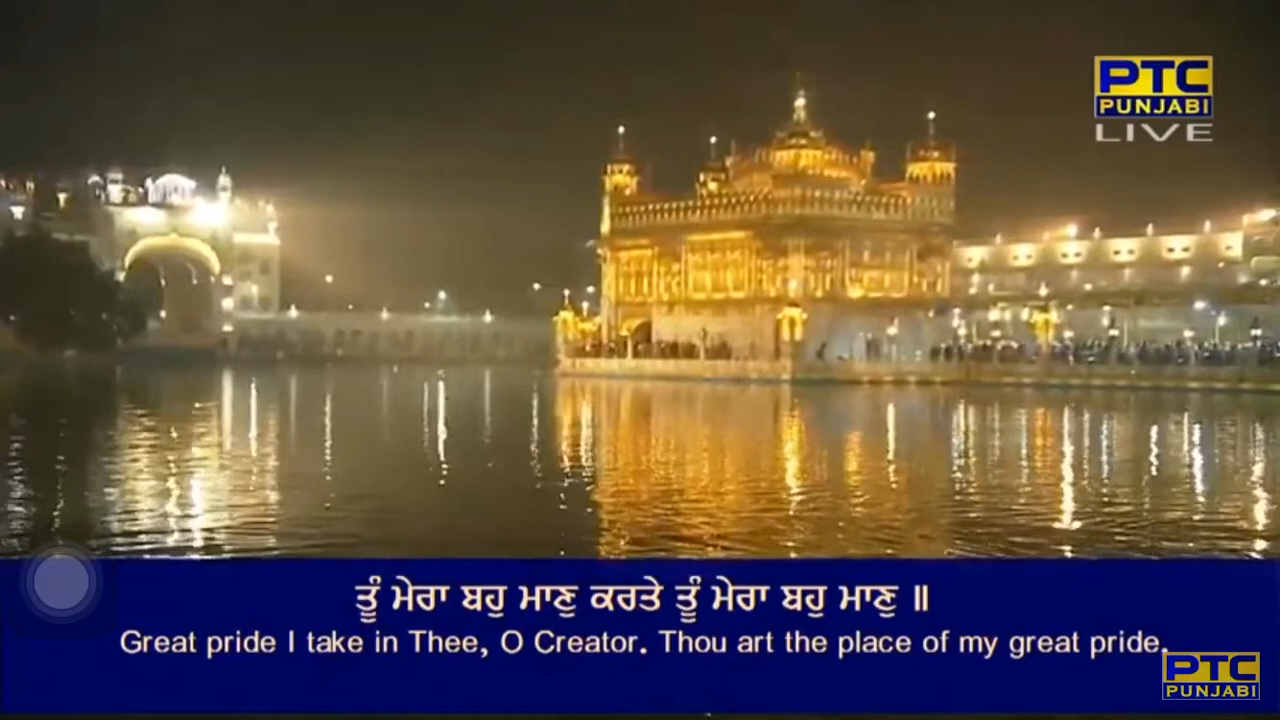 PTC
PUNJABI
LIVE
ਤੂੰ ਮੇਰਾ ਬਹੁ ਮਾਣੁ ਕਰਤੇ ਤੂੰ ਮੇਰਾ ਬਹੁ ਮਾਣੁ ॥
Great pride I take in Thee, O Creator. Thou art the place of my great pride.
PTC
PUNJABI